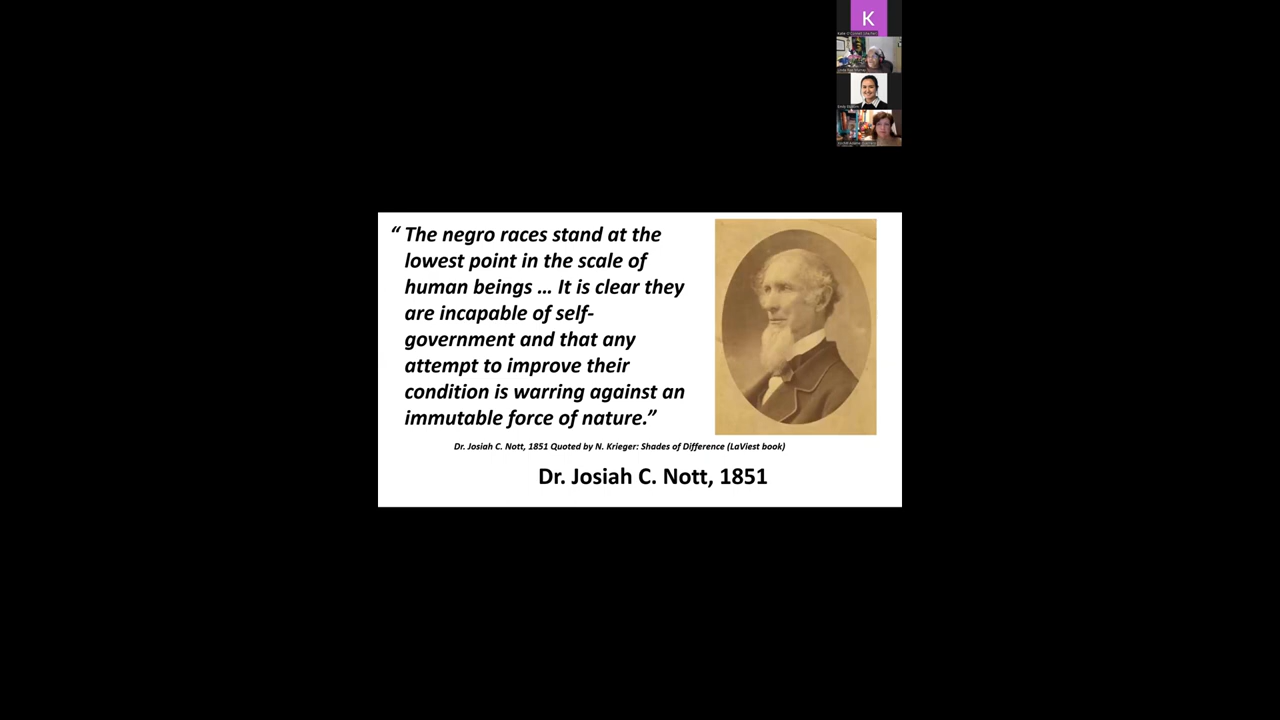 K
“ The negro races stand at the
lowest point in the scale of
human beings … It is clear they
are incapable of self-
government and that any
attempt to improve their
condition is warring against an
immutable force of nature.”
Dr. Josiah C. Nott, 1851 Quoted by N. Krieger: Shades of Difference (LaViest book)
Dr. Josiah C. Nott, 1851